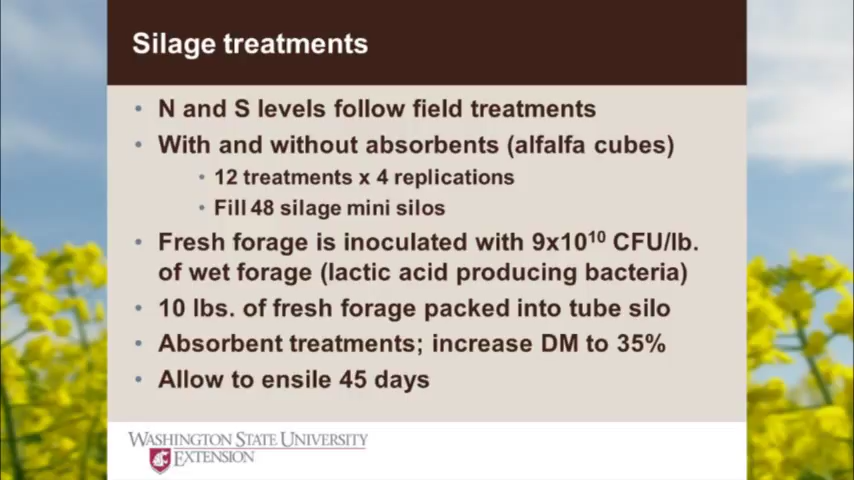 Silage treatments
• N and S levels follow field treatments
• With and without absorbents (alfalfa cubes)
• 12 treatments x 4 replications
• Fill 48 silage mini silos
• Fresh forage is inoculated with 9x10¹⁰ CFU/lb.
of wet forage (lactic acid producing bacteria)
• 10 lbs. of fresh forage packed into tube silo
• Absorbent treatments; increase DM to 35%
• Allow to ensile 45 days
WASHINGTON STATE UNIVERSITY
EXTENSION